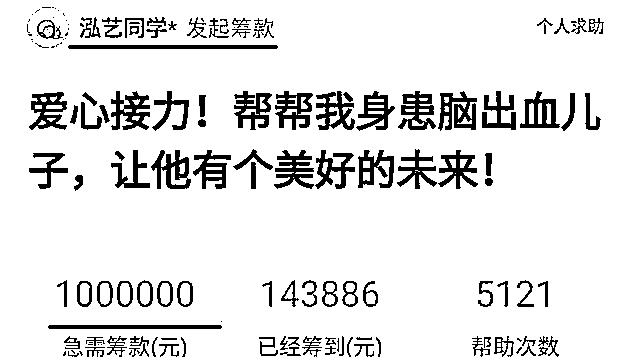 泓艺同学* 发起筹款
个人求助
爱心接力！帮帮我身患脑出血儿
子，让他有个美好的未来！
1000000 143886 5121
急需筹款(元) 已经筹到(元) 帮助次数